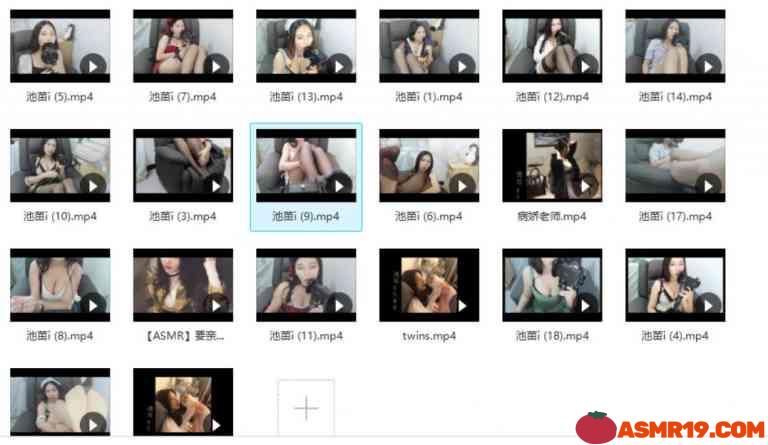 池苗i (5).mp4
池苗i (7).mp4
池苗i (13).mp4
池苗i (1).mp4
池苗i (12).mp4
池苗i (14).mp4
池苗i (10).mp4
池苗i (3).mp4
池苗i (9).mp4
池苗i (6).mp4
病娇老师.mp4
池苗i (17).mp4
池苗i (8).mp4
【ASMR】要亲...
池苗i (11).mp4
twins.mp4
池苗i (18).mp4
池苗i (4).mp4
ASMR19.COM